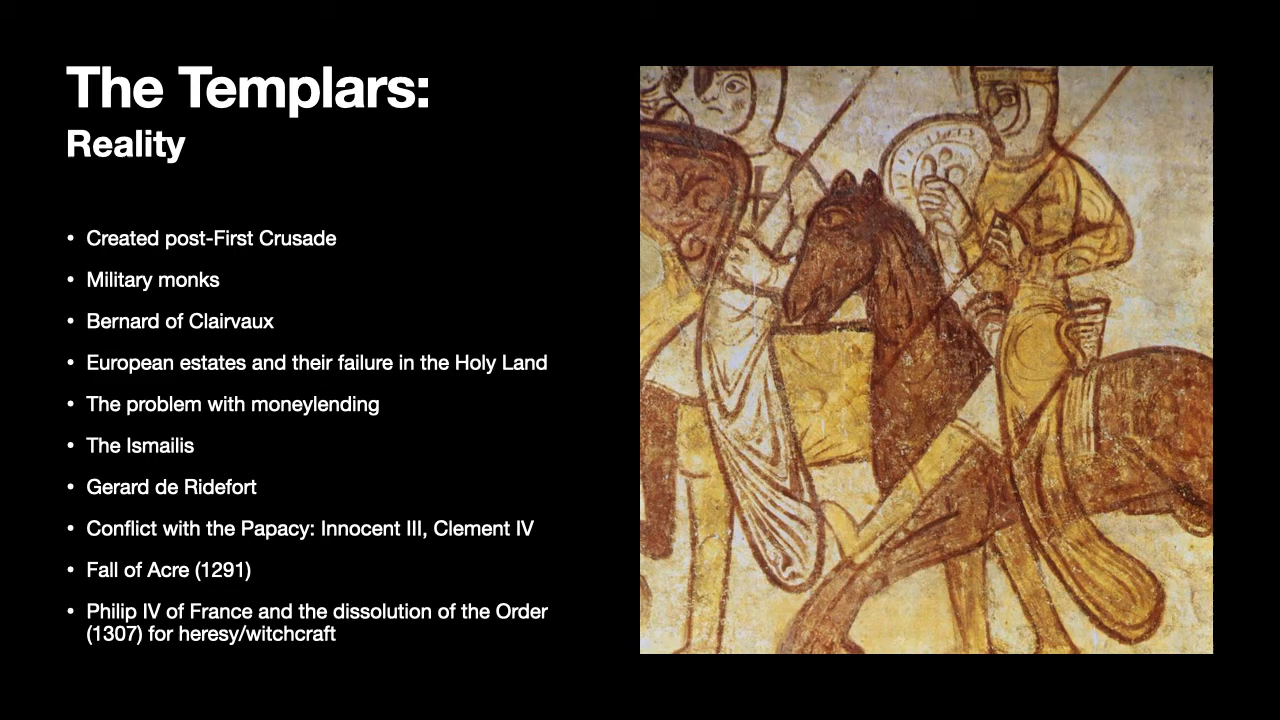 The Templars:
Reality
• Created post-First Crusade
• Military monks
• Bernard of Clairvaux
• European estates and their failure in the Holy Land
• The problem with moneylending
• The Ismailis
• Gerard de Ridefort
• Conflict with the Papacy: Innocent III, Clement IV
• Fall of Acre (1291)
• Philip IV of France and the dissolution of the Order
(1307) for heresy/witchcraft